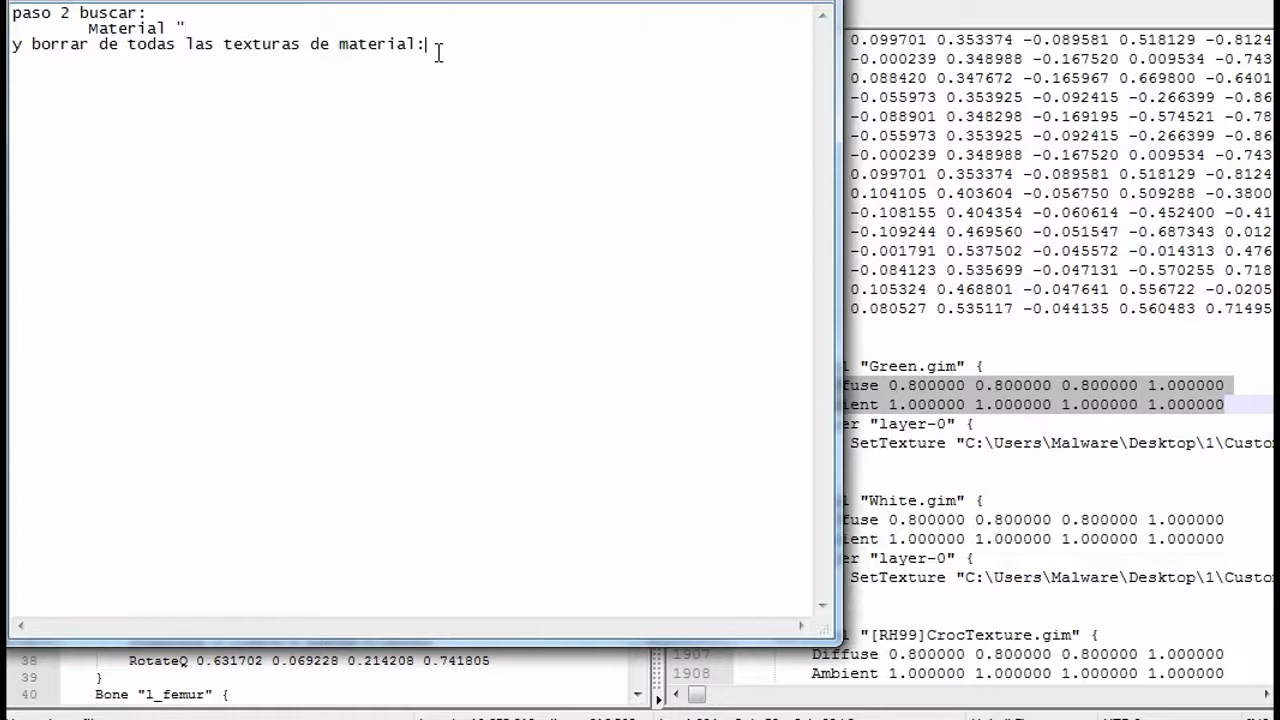 paso 2 buscar:
Material "
y borrar de todas las texturas de material:
0.099701 0.353374 -0.089581 0.518129 -0.8124
-0.000239 0.348988 -0.167520 0.009534 -0.743
0.088420 0.347672 -0.165967 0.669800 -0.6401
-0.055973 0.353925 -0.092415 -0.266399 -0.86
-0.088901 0.348298 -0.169195 -0.574521 -0.78
-0.055973 0.353925 -0.092415 -0.266399 -0.86
-0.000239 0.348988 -0.167520 0.009534 -0.743
0.099701 0.353374 -0.089581 0.518129 -0.8124
0.104105 0.403604 -0.056750 0.509288 -0.3800
-0.108155 0.404354 -0.060614 -0.452400 -0.41
-0.109244 0.469560 -0.051547 -0.687343 0.012
-0.001791 0.537502 -0.045572 -0.014313 0.476
-0.084123 0.535699 -0.047131 -0.570255 0.718
0.105324 0.468801 -0.047641 0.556722 -0.0205
0.080527 0.535117 -0.044135 0.560483 0.71495
l "Green.gim" {
fuse 0.800000 0.800000 0.800000 1.000000
ient 1.000000 1.000000 1.000000 1.000000
er "layer-0" {
SetTexture "C:\Users\Malware\Desktop\1\Custo
l "White.gim" {
fuse 0.800000 0.800000 0.800000 1.000000
ient 1.000000 1.000000 1.000000 1.000000
er "layer-0" {
SetTexture "C:\Users\Malware\Desktop\1\Custo
l "[RH99]CrocTexture.gim" {
1907 Diffuse 0.800000 0.800000 0.800000 1.000000
1908 Ambient 1.000000 1.000000 1.000000 1.000000
38 RotateQ 0.631702 0.069228 0.214208 0.741805
39 }
40 Bone "l_femur" {